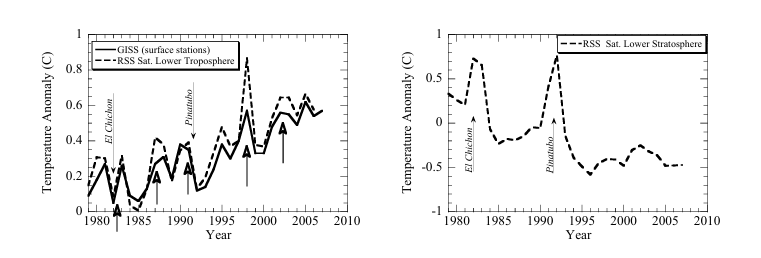 GISS (surface stations)
RSS Sat. Lower Troposphere
El Chichon
Pinatubo
Temperature Anomaly (C)
1
0.8
0.6
0.4
0.2
0
1980 1985 1990 1995 2000 2005 2010
Year
RSS Sat. Lower Stratosphere
El Chichon
Pinatubo
Temperature Anomaly (C)
1
0.5
0
-0.5
-1
1980 1985 1990 1995 2000 2005 2010
Year